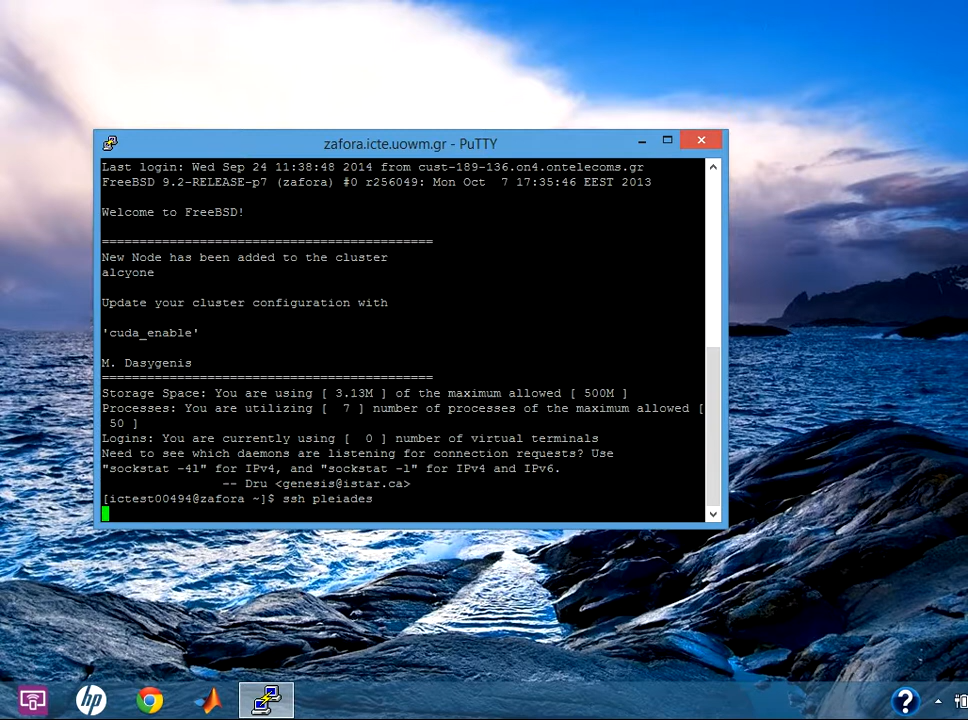 zafora.icte.uowm.gr - PuTTY
Last login: Wed Sep 24 11:38:48 2014 from cust-189-136.on4.ontelecoms.gr
FreeBSD 9.2-RELEASE-p7 (zafora) #0 r256049: Mon Oct  7 17:35:46 EEST 2013
Welcome to FreeBSD!
============================================
New Node has been added to the cluster
alcyone
Update your cluster configuration with
'cuda_enable'
M. Dasygenis
============================================
Storage Space: You are using [ 3.13M ] of the maximum allowed [ 500M ]
Processes: You are utilizing [  7 ] number of processes of the maximum allowed [
 50 ]
Logins: You are currently using [  0 ] number of virtual terminals
Need to see which daemons are listening for connection requests? Use
"sockstat -4l" for IPv4, and "sockstat -l" for IPv4 and IPv6.
-- Dru <genesis@istar.ca>
[ictest00494@zafora ~]$ ssh pleiades
hp
?